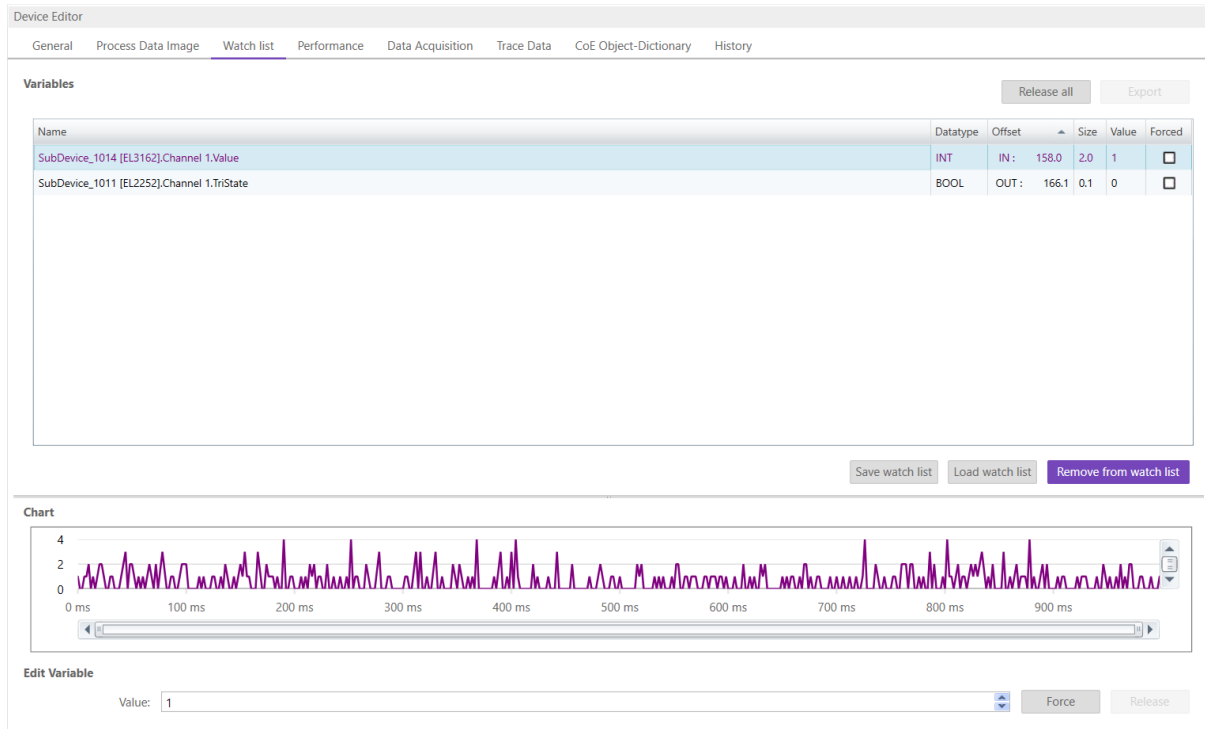 Device Editor
General Process Data Image Watch list Performance Data Acquisition Trace Data CoE Object-Dictionary History
Variables
Release all Export
Name Datatype Offset Size Value Forced
SubDevice_1014 [EL3162].Channel 1.Value INT IN : 158.0 2.0 1
SubDevice_1011 [EL2252].Channel 1.TriState BOOL OUT : 166.1 0.1 0
Save watch list Load watch list Remove from watch list
Chart
4
2
0
0 ms 100 ms 200 ms 300 ms 400 ms 500 ms 600 ms 700 ms 800 ms 900 ms
Edit Variable
Value: 1 Force Release